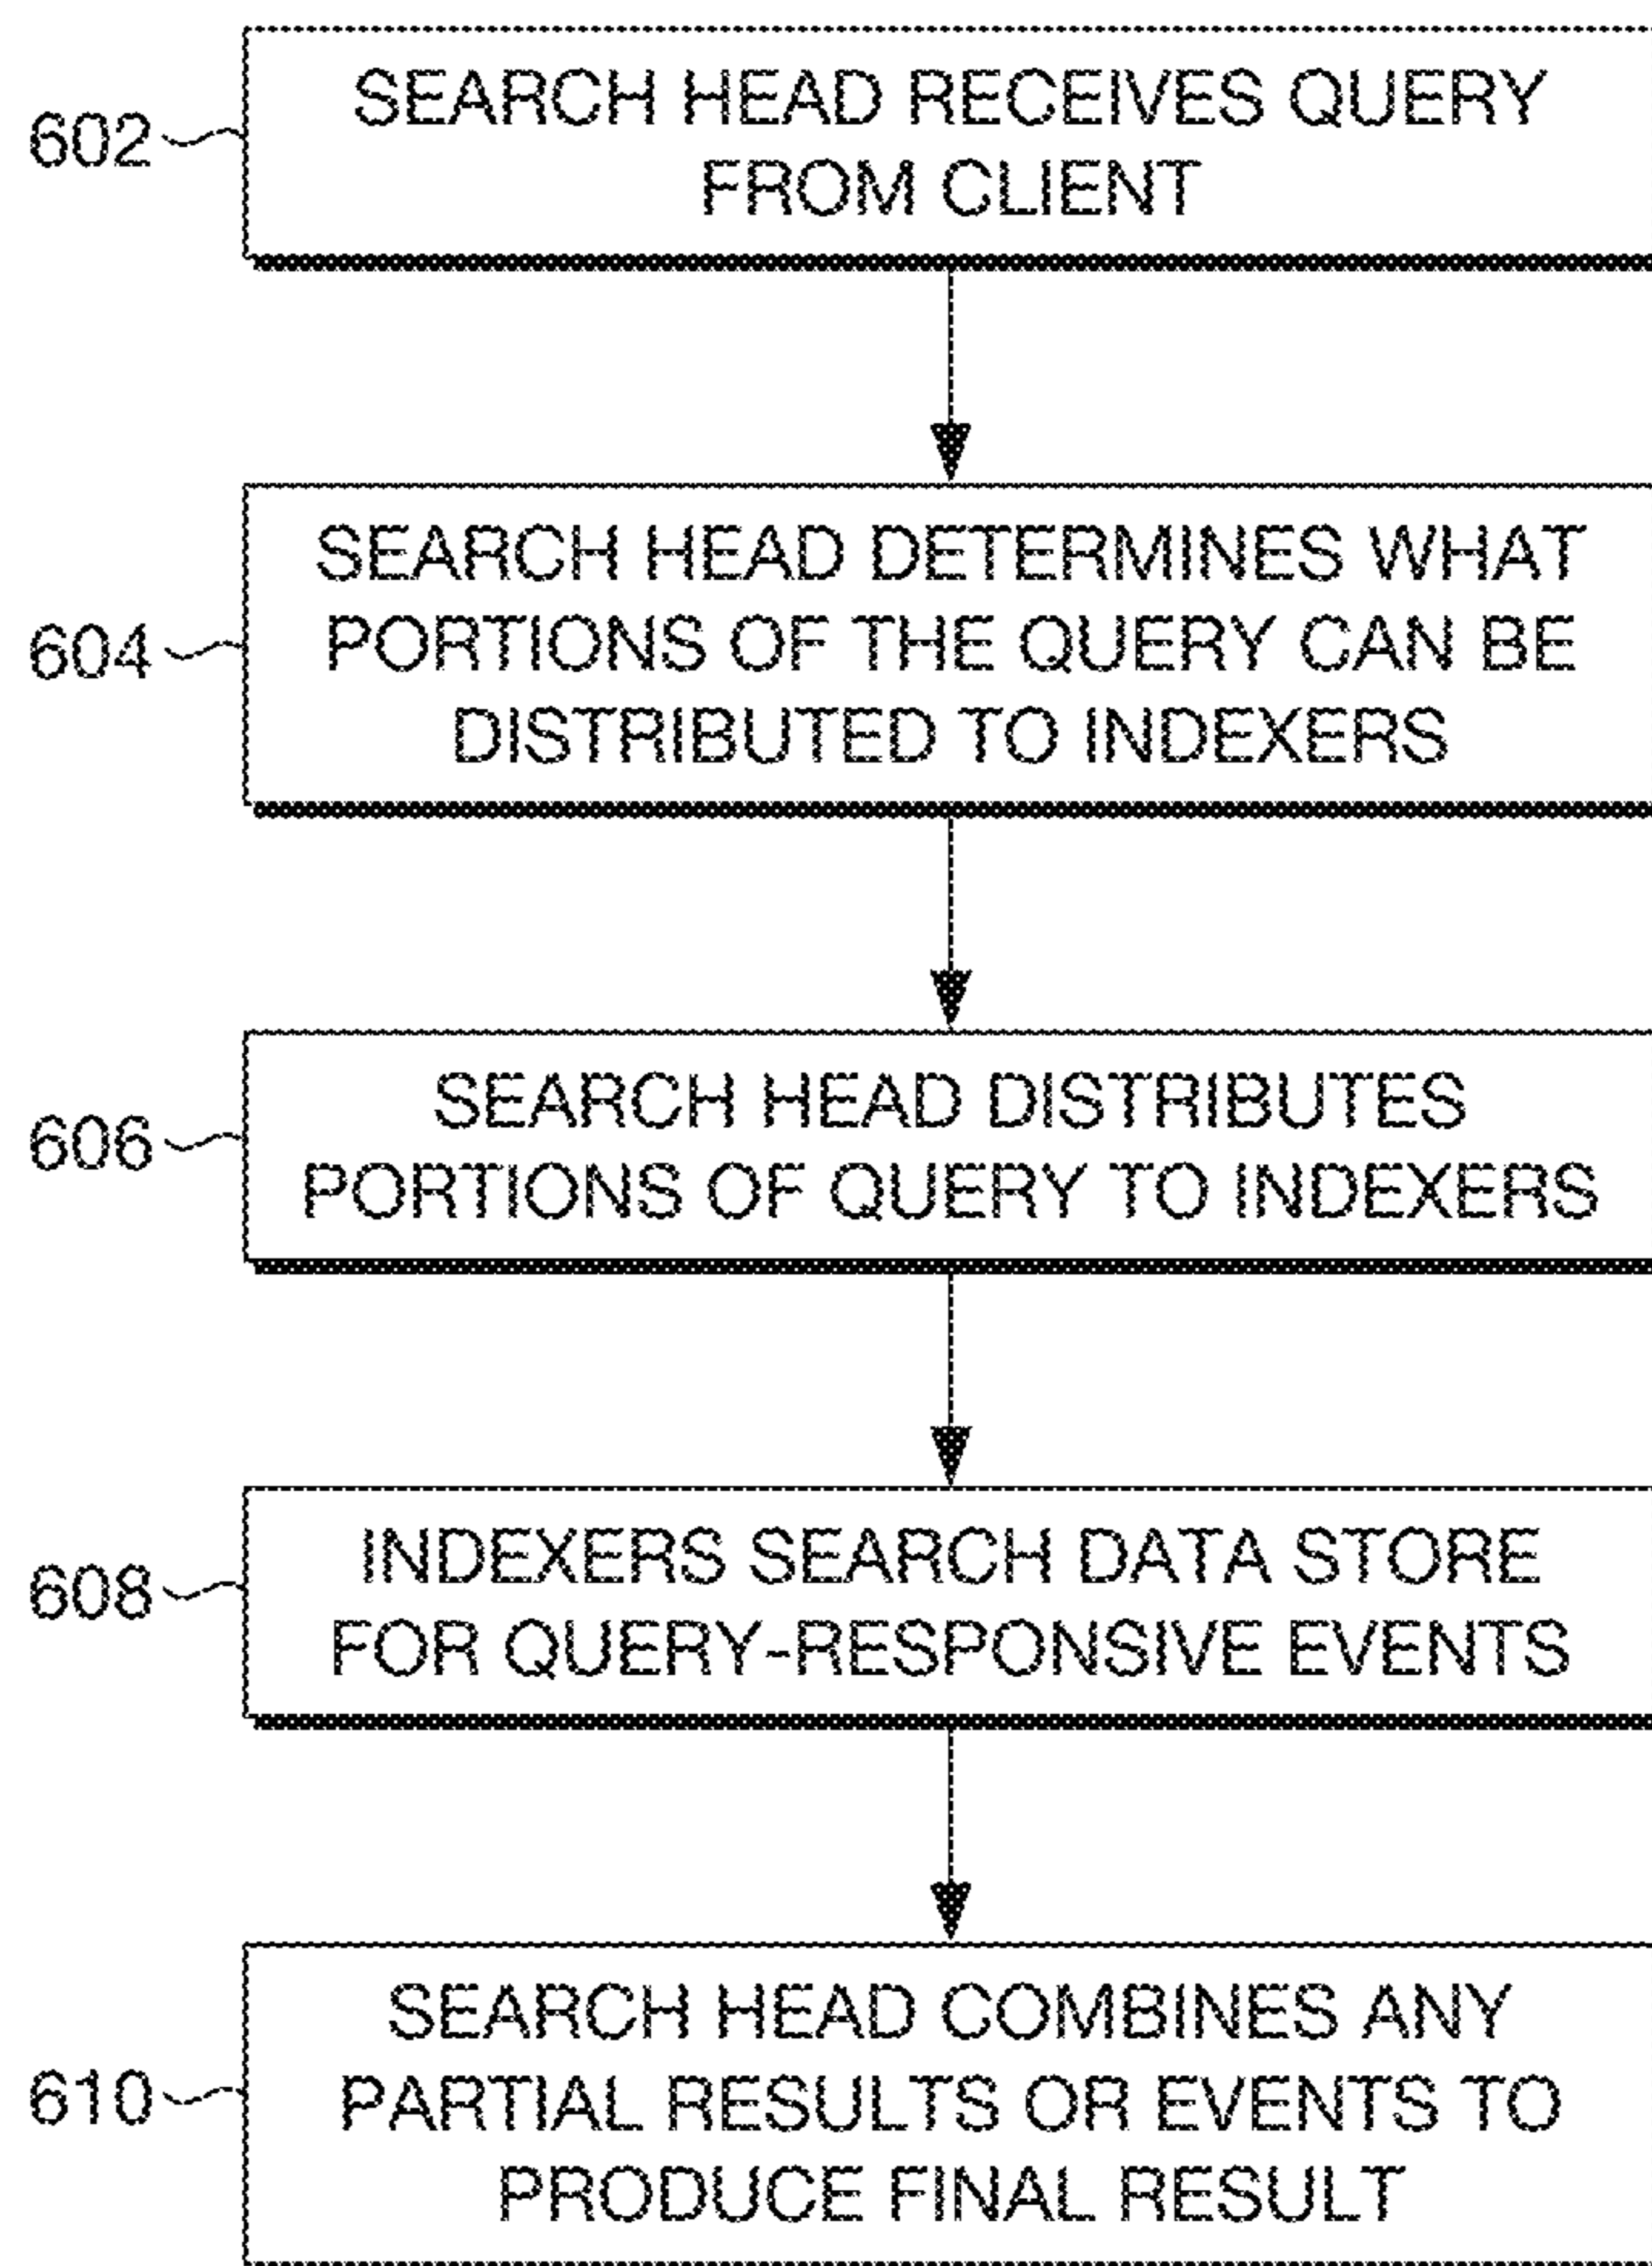 602
SEARCH HEAD RECEIVES QUERY
FROM CLIENT
604
SEARCH HEAD DETERMINES WHAT
PORTIONS OF THE QUERY CAN BE
DISTRIBUTED TO INDEXERS
606
SEARCH HEAD DISTRIBUTES
PORTIONS OF QUERY TO INDEXERS
608
INDEXERS SEARCH DATA STORE
FOR QUERY-RESPONSIVE EVENTS
610
SEARCH HEAD COMBINES ANY
PARTIAL RESULTS OR EVENTS TO
PRODUCE FINAL RESULT